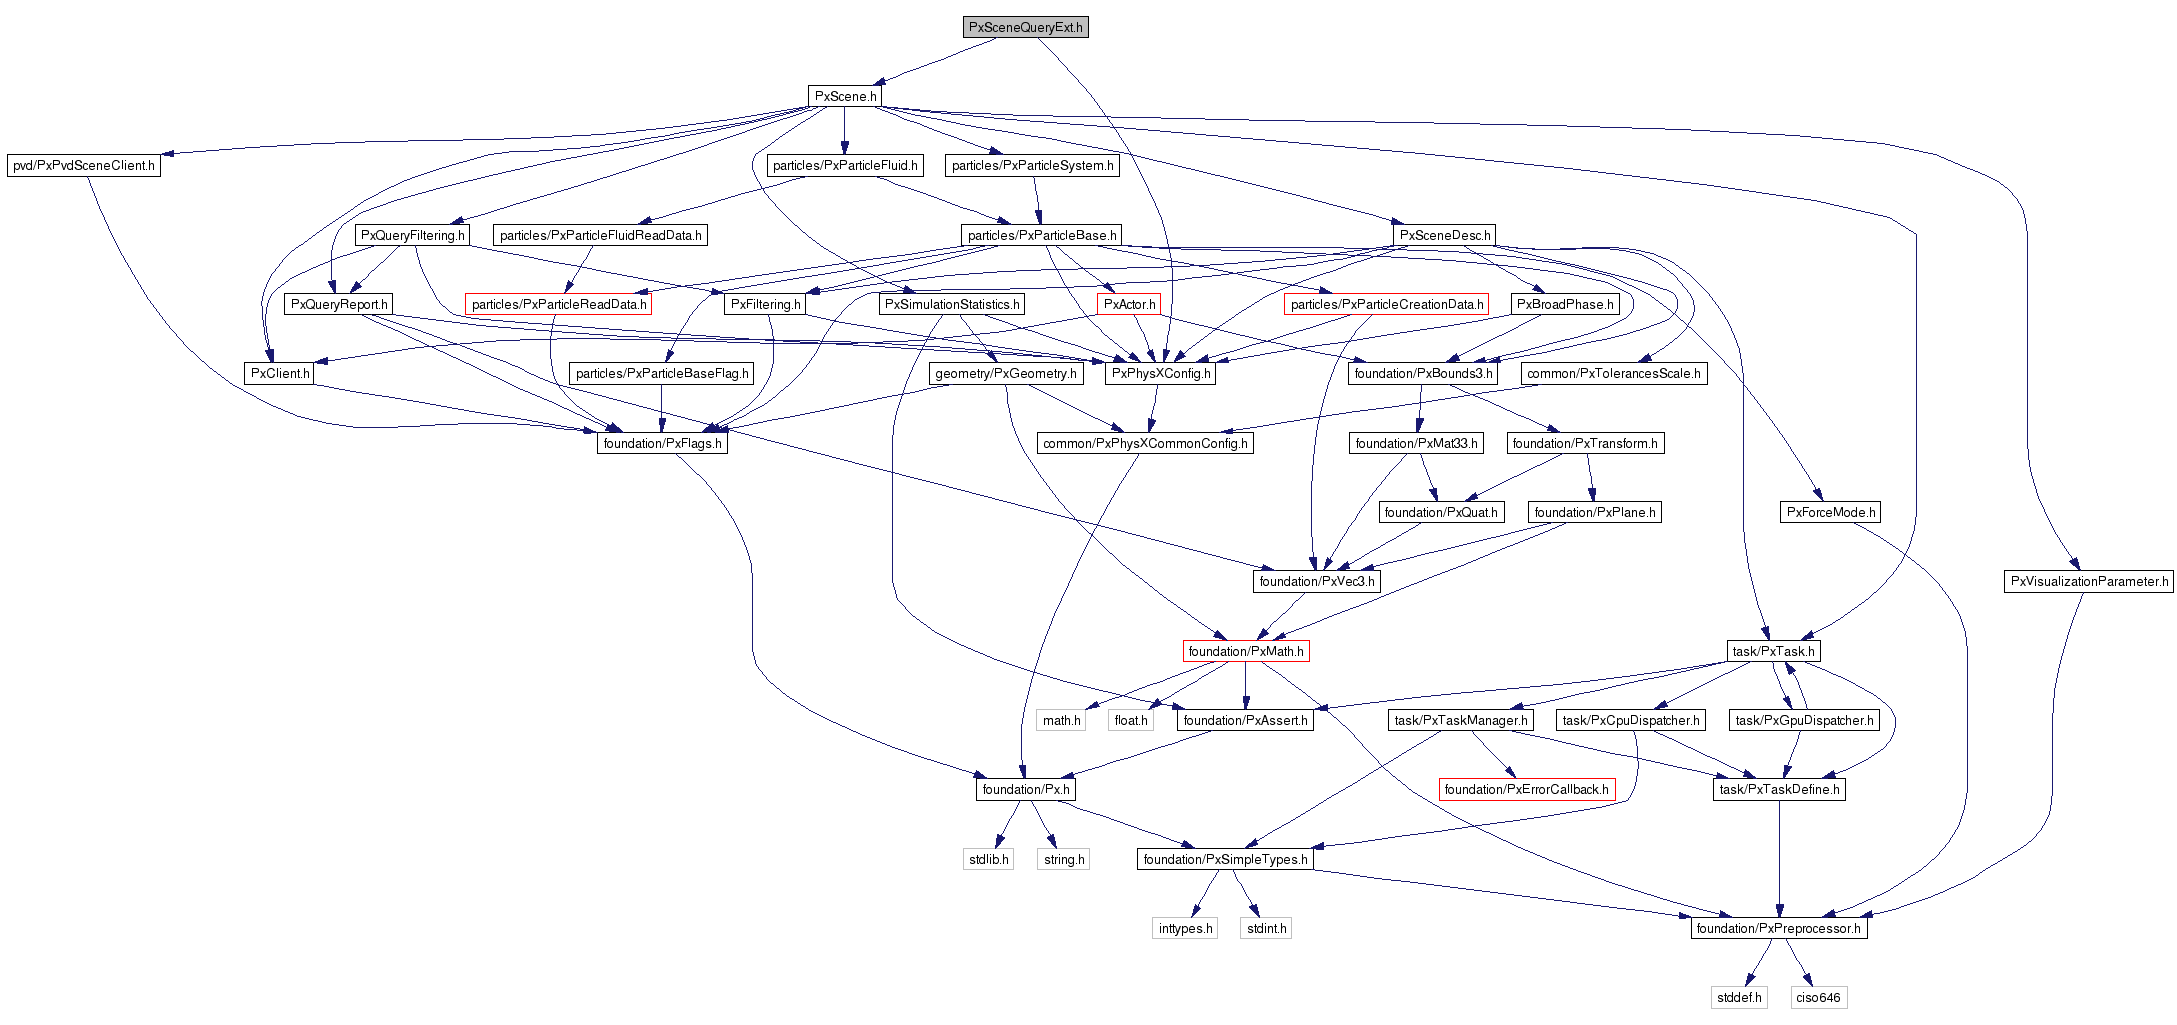 PxSceneQueryExt.h
PxScene.h
pvd/PxPvdSceneClient.h
particles/PxParticleFluid.h
particles/PxParticleSystem.h
PxQueryFiltering.h
particles/PxParticleFluidReadData.h
particles/PxParticleBase.h
PxSceneDesc.h
PxQueryReport.h
particles/PxParticleReadData.h
PxFiltering.h
PxSimulationStatistics.h
PxActor.h
particles/PxParticleCreationData.h
PxBroadPhase.h
PxClient.h
particles/PxParticleBaseFlag.h
geometry/PxGeometry.h
PxPhysXConfig.h
foundation/PxBounds3.h
common/PxTolerancesScale.h
foundation/PxFlags.h
common/PxPhysXCommonConfig.h
foundation/PxMat33.h
foundation/PxTransform.h
foundation/PxQuat.h
foundation/PxPlane.h
PxForceMode.h
foundation/PxVec3.h
PxVisualizationParameter.h
foundation/PxMath.h
task/PxTask.h
math.h
float.h
foundation/PxAssert.h
task/PxTaskManager.h
task/PxCpuDispatcher.h
task/PxGpuDispatcher.h
foundation/Px.h
foundation/PxErrorCallback.h
task/PxTaskDefine.h
stdlib.h
string.h
foundation/PxSimpleTypes.h
inttypes.h
stdint.h
foundation/PxPreprocessor.h
stddef.h
ciso646